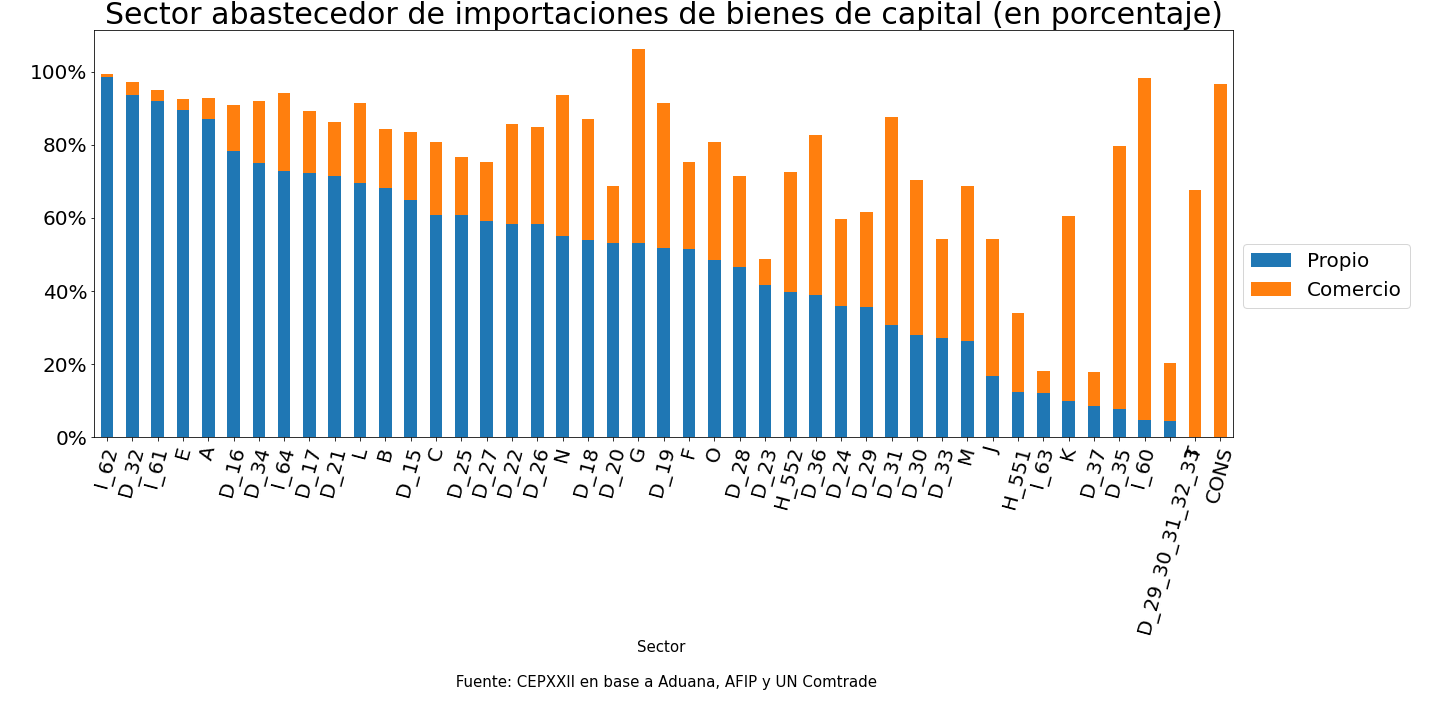 Sector abastecedor de importaciones de bienes de capital (en porcentaje)
100%
80%
60%
40%
20%
0%
Propio
Comercio
I_62
D_32
I_61
E
A
D_16
D_34
I_64
D_17
D_21
L
B
D_15
C
D_25
D_27
D_22
D_26
N
D_18
D_20
G
D_19
F
O
D_28
D_23
H_552
D_36
D_24
D_29
D_31
D_30
D_33
M
J
H_551
I_63
K
D_37
D_35
I_60
D_29_30_31_32_33
T
CONS
Sector
Fuente: CEPXXII en base a Aduana, AFIP y UN Comtrade